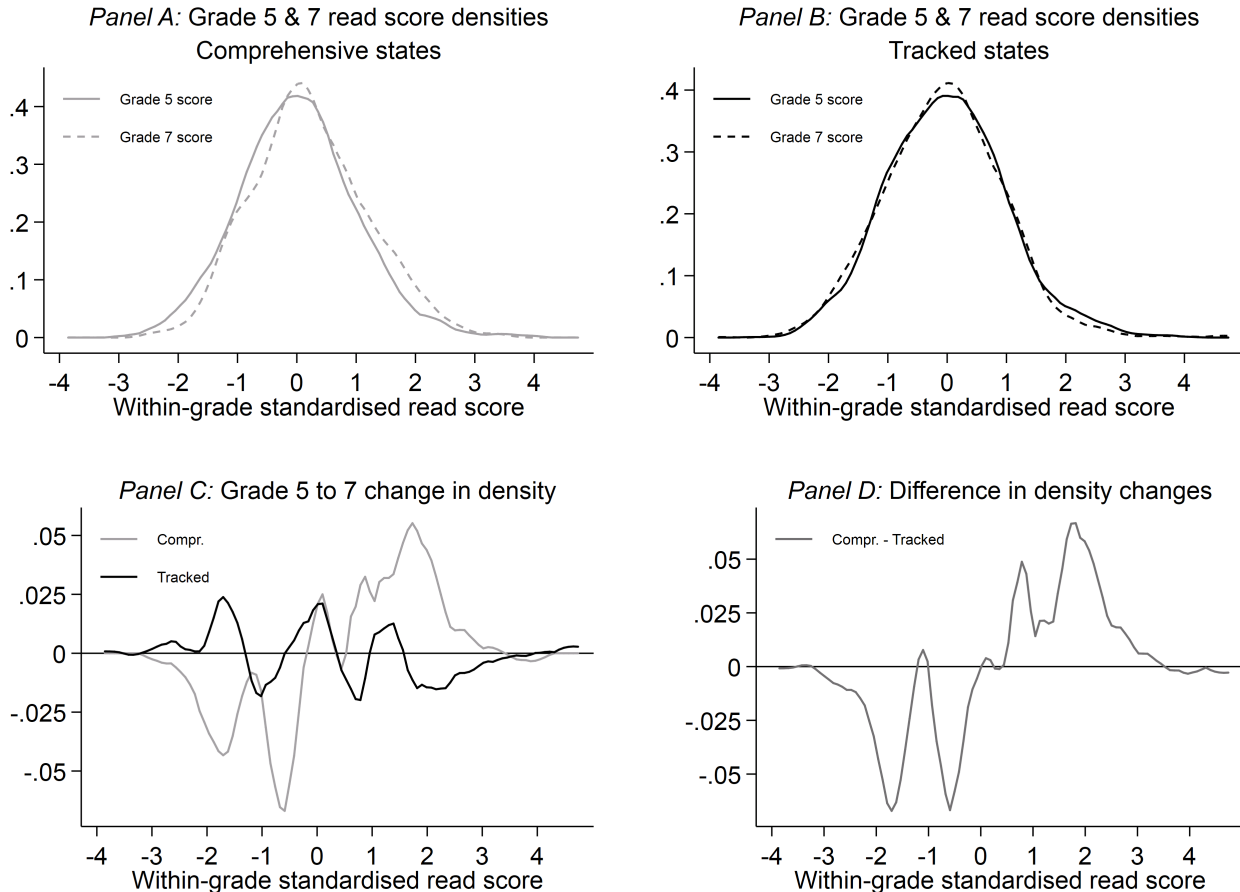 Panel A: Grade 5 & 7 read score densities
Comprehensive states
.4
.3
.2
.1
0
Grade 5 score
Grade 7 score
-4 -3 -2 -1 0 1 2 3 4
Within-grade standardised read score
Panel B: Grade 5 & 7 read score densities
Tracked states
.4
.3
.2
.1
0
Grade 5 score
Grade 7 score
-4 -3 -2 -1 0 1 2 3 4
Within-grade standardised read score
Panel C: Grade 5 to 7 change in density
.05
.025
0
-.025
-.05
Compr.
Tracked
-4 -3 -2 -1 0 1 2 3 4
Within-grade standardised read score
Panel D: Difference in density changes
.05
.025
0
-.025
-.05
Compr. - Tracked
-4 -3 -2 -1 0 1 2 3 4
Within-grade standardised read score